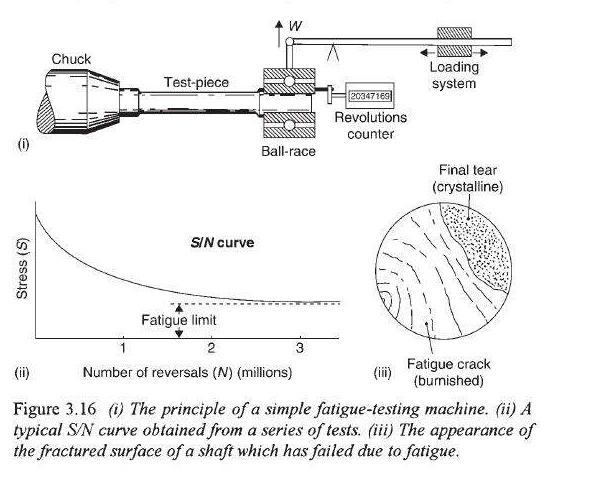 W
Chuck
Test-piece
Loading
system
20347169
Revolutions
counter
Ball-race
(i)
Final tear
(crystalline)
S/N curve
Stress (S)
Fatigue limit
1 2 3
(ii) Number of reversals (N) (millions)
(iii) Fatigue crack
(burnished)
Figure 3.16 (i) The principle of a simple fatigue-testing machine. (ii) A
typical S/N curve obtained from a series of tests. (iii) The appearance of
the fractured surface of a shaft which has failed due to fatigue.